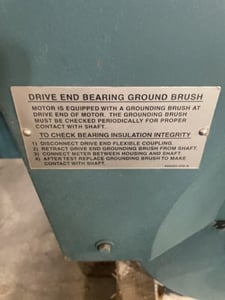 DRIVE END BEARING GROUND BRUSH
MOTOR IS EQUIPPED WITH A GROUNDING BRUSH AT
DRIVE END OF MOTOR. THE GROUNDING BRUSH
MUST BE CHECKED PERIODICALLY FOR PROPER
CONTACT WITH SHAFT.
TO CHECK BEARING INSULATION INTEGRITY
1) DISCONNECT DRIVE END FLEXIBLE COUPLING.
2) RETRACT DRIVE END GROUNDING BRUSH FROM SHAFT.
3) CONNECT METER BETWEEN HOUSING AND SHAFT.
4) AFTER TEST REPLACE GROUNDING BRUSH TO MAKE
CONTACT WITH SHAFT.